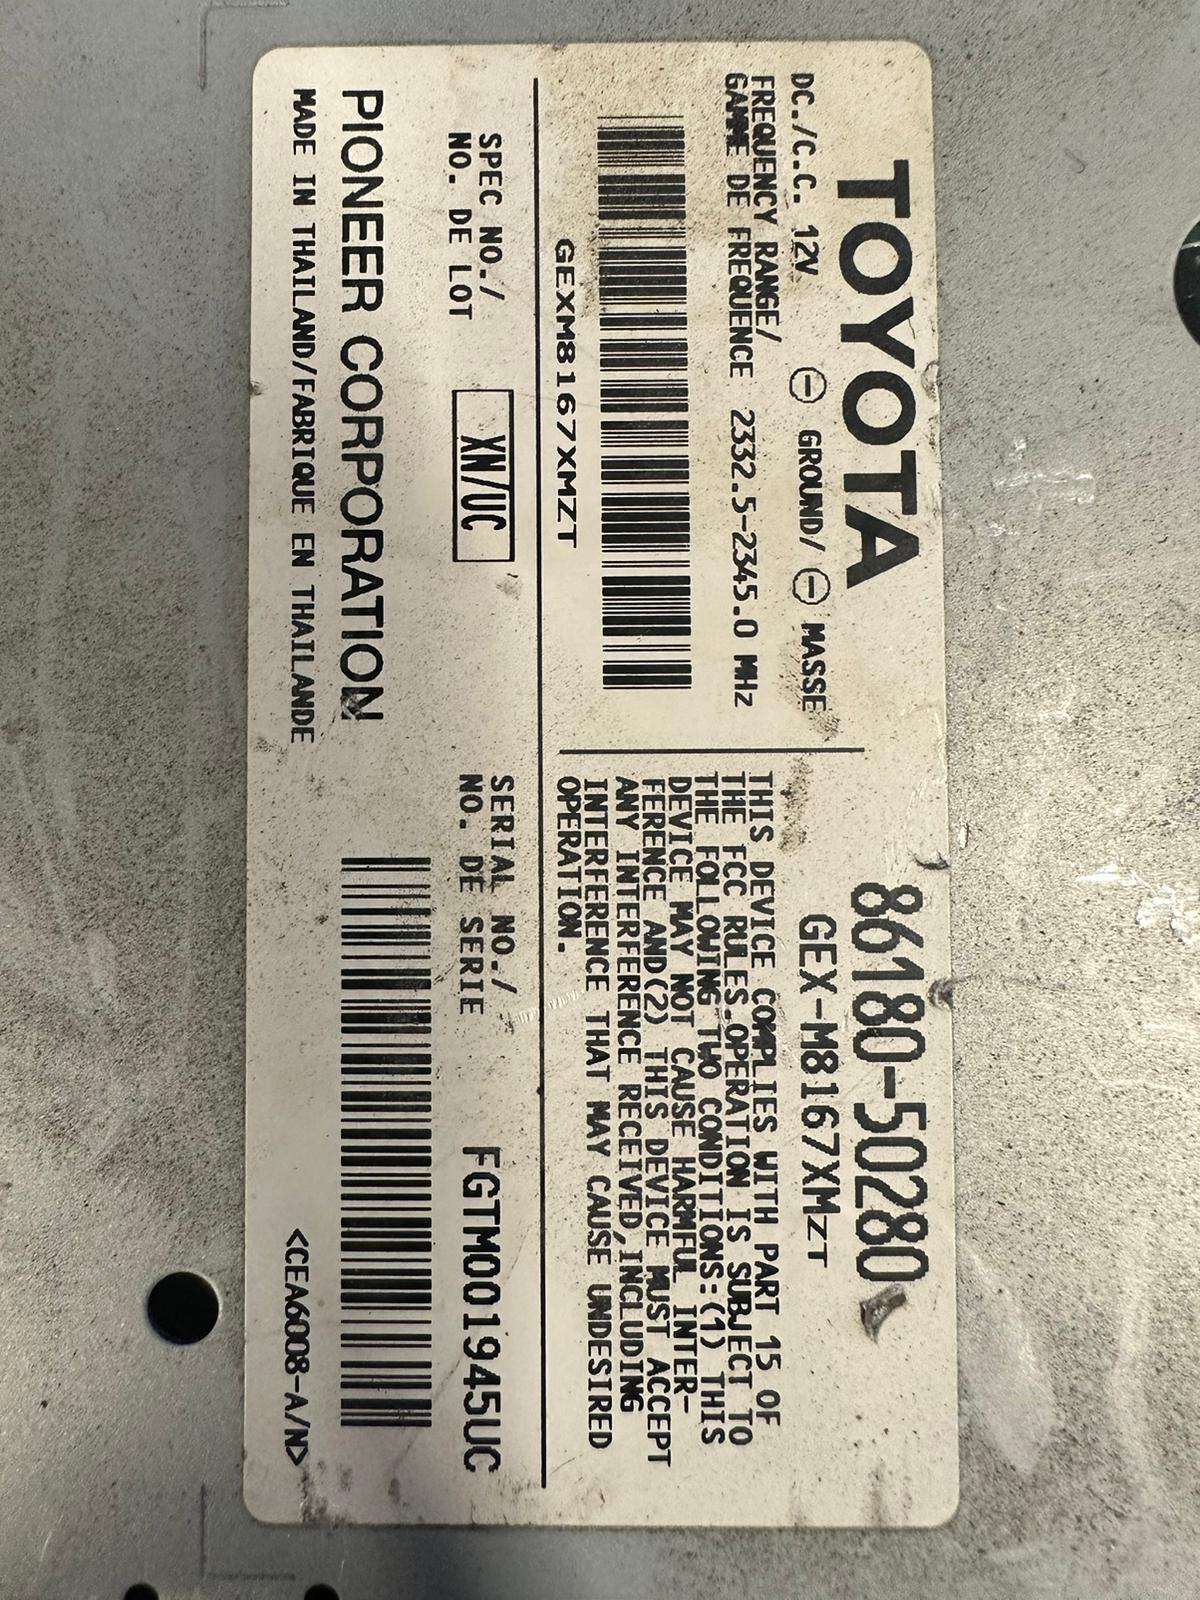 TOYOTA
DC./C.C. 12V ⊖ GROUND/ ⊖ MASSE
FREQUENCY RANGE/
GAMME DE FREQUENCE 2332.5-2345.0 MHz
GEXM8167XMZT
86180-50280
GEX-M8167XMZT
THIS DEVICE COMPLIES WITH PART 15 OF
THE FCC RULES.OPERATION IS SUBJECT TO
THE FOLLOWING TWO CONDITIONS:(1) THIS
DEVICE MAY NOT CAUSE HARMFUL INTER-
FERENCE AND(2) THIS DEVICE MUST ACCEPT
ANY INTERFERENCE RECEIVED,INCLUDING
INTERFERENCE THAT MAY CAUSE UNDESIRED
OPERATION.
SPEC NO./
NO. DE LOT
XN/UC
SERIAL NO./
NO. DE SERIE
FGTM001945UC
PIONEER CORPORATION
MADE IN THAILAND/FABRIQUE EN THAILANDE
<CEA6008-A/N>